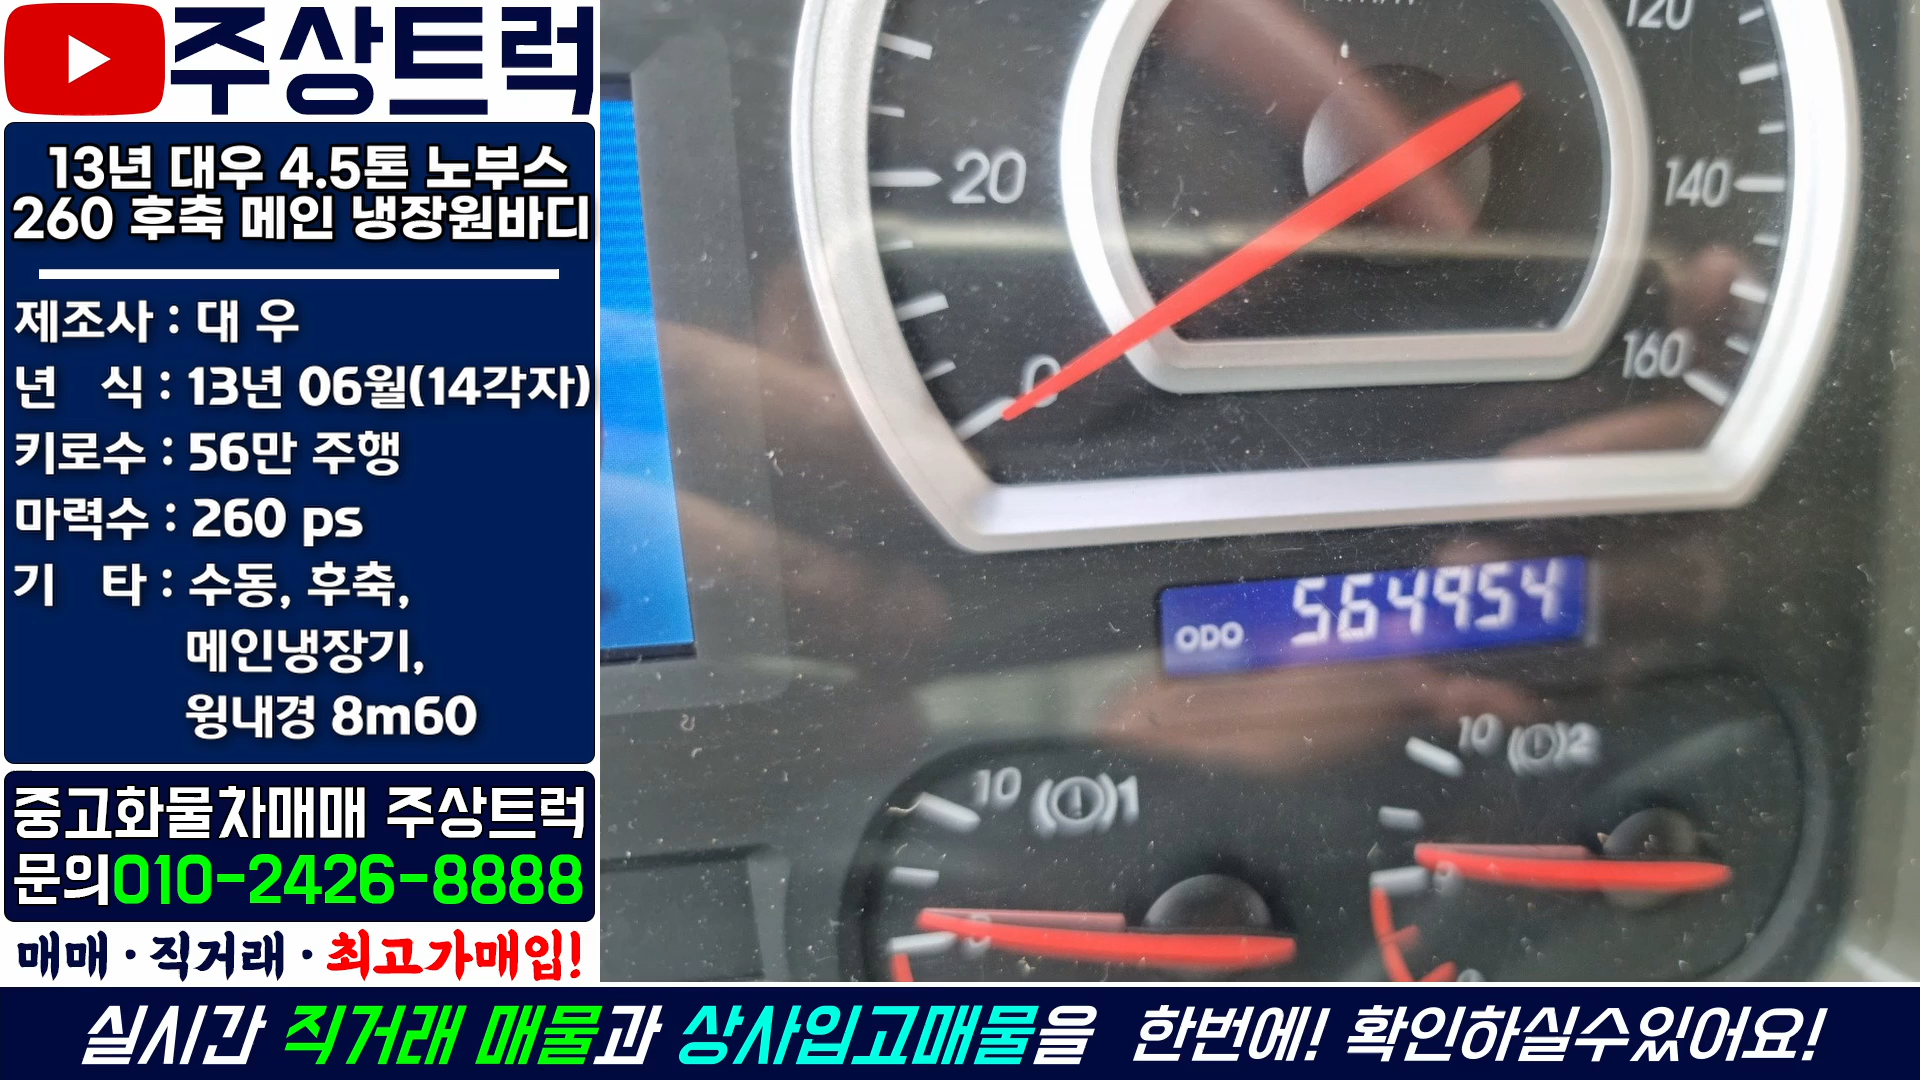 주상트럭
13년 대우 4.5톤 노부스
260 후축 메인 냉장원바디
제조사 : 대 우
년 식 : 13년 06월(14각자)
키로수 : 56만 주행
마력수 : 260 ps
기 타 : 수동, 후축,
메인냉장기,
윙내경 8m60
중고화물차매매 주상트럭
문의010-2426-8888
매매 · 직거래 · 최고가매입!
실시간 직거래 매물과 상사입고매물을 한번에! 확인하실수있어요!
120
20
140
0
160
ODO 564954
10 2
10 1